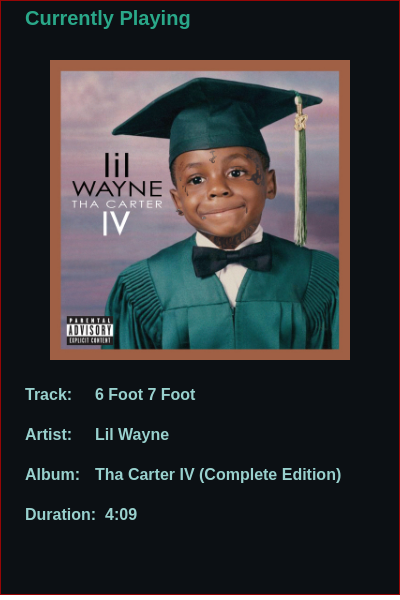 Currently Playing
lil
WAYNE
THA CARTER
IV
PARENTAL
ADVISORY
EXPLICIT CONTENT
Track: 6 Foot 7 Foot
Artist: Lil Wayne
Album: Tha Carter IV (Complete Edition)
Duration: 4:09